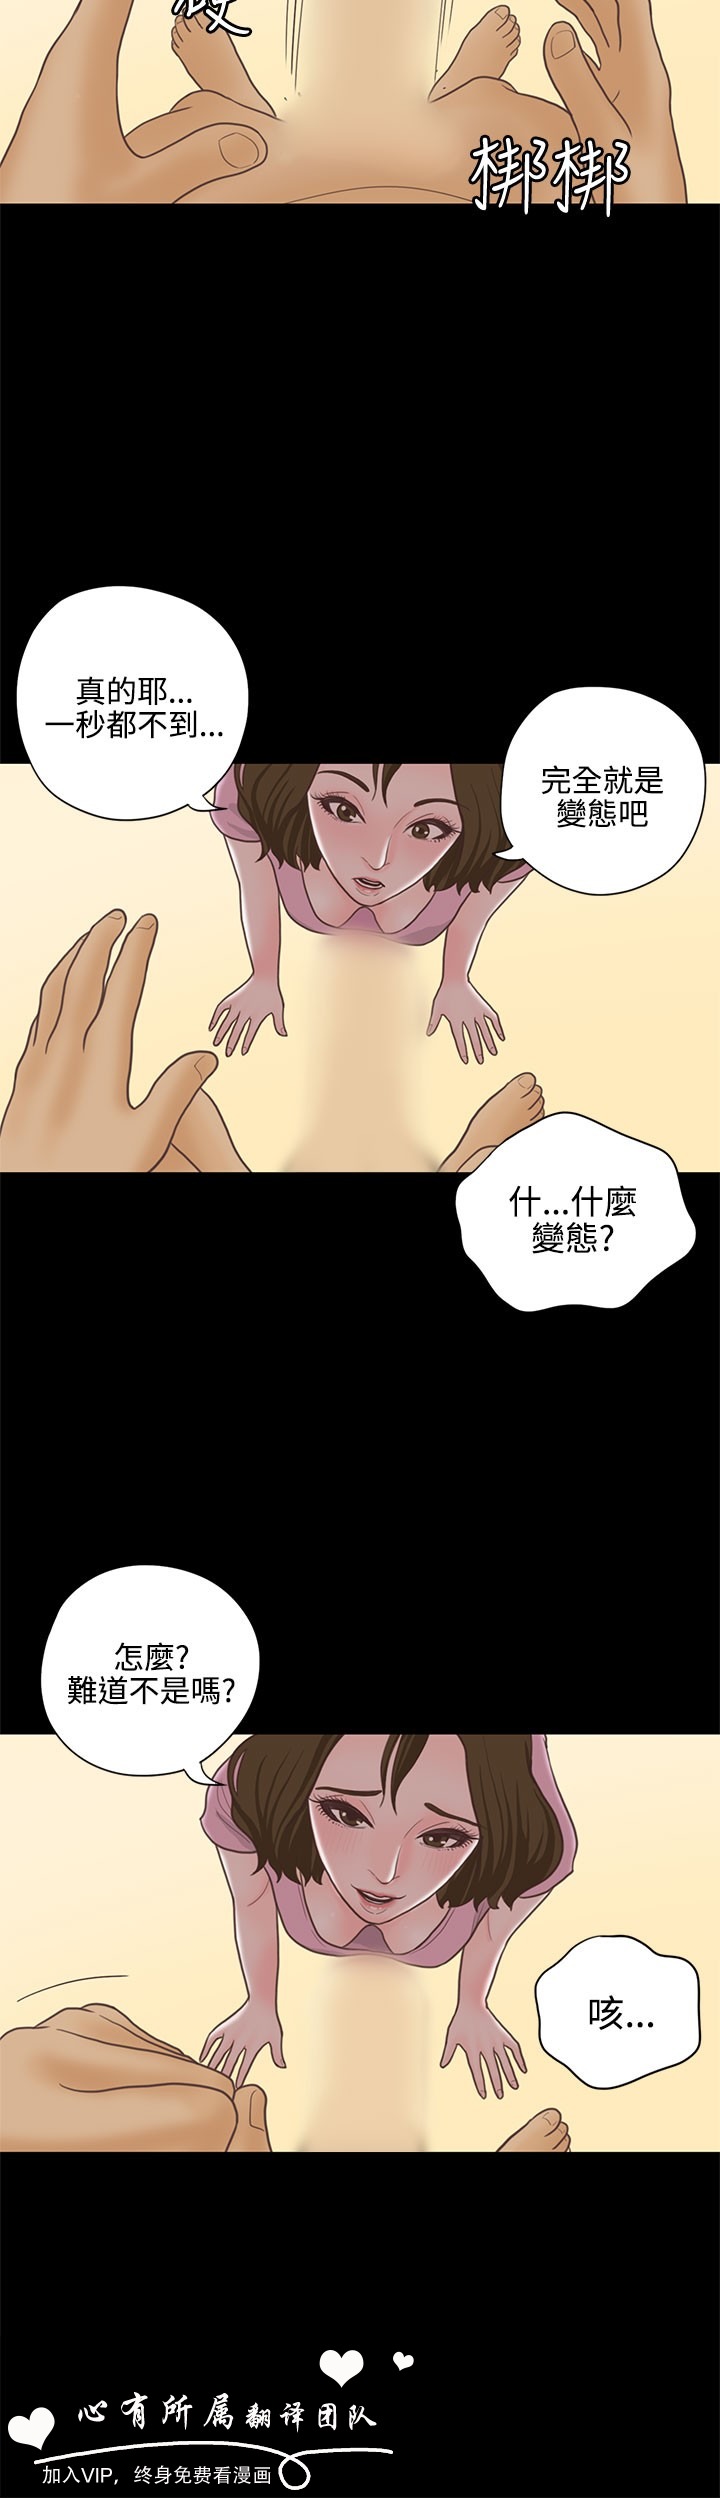 梆梆
真的耶...
一秒都不到...
完全就是
變態吧
什...什麼
變態?
怎麼?
難道不是嗎?
咳...
心有所属翻译团队
加入VIP，终身免费看漫画